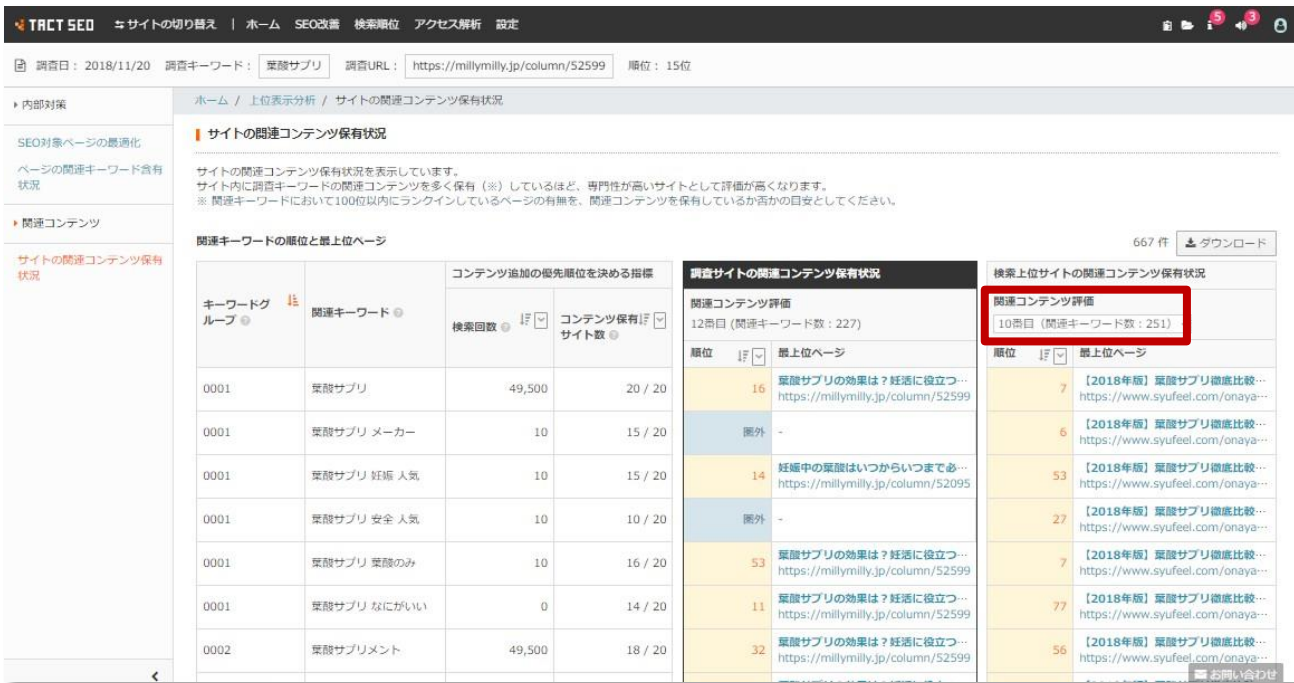 TACT SEO サイトの切り替え | ホーム SEO改善 検索順位 アクセス解析 設定 5 3
調査日: 2018/11/20 調査キーワード: 葉酸サプリ 調査URL: https://millymilly.jp/column/52599 順位: 15位
内部対策
SEO対象ページの最適化
ページの関連キーワード含有
状況
関連コンテンツ
サイトの関連コンテンツ保有
状況
ホーム / 上位表示分析 / サイトの関連コンテンツ保有状況
サイトの関連コンテンツ保有状況
サイトの関連コンテンツ保有状況を表示しています。
サイト内に調査キーワードの関連コンテンツを多く保有（※）しているほど、専門性が高いサイトとして評価が高くなります。
※ 関連キーワードにおいて100位以内にランクインしているページの有無を、関連コンテンツを保有しているか否かの目安としてください。
関連キーワードの順位と最上位ページ 667 件 ダウンロード
コンテンツ追加の優先順位を決める指標 調査サイトの関連コンテンツ保有状況 検索上位サイトの関連コンテンツ保有状況
キーワードグ
ループ
関連キーワード
検索回数
コンテンツ保有
サイト数
関連コンテンツ評価
12番目 (関連キーワード数：227)
関連コンテンツ評価
10番目（関連キーワード数：251）
順位 最上位ページ 順位 最上位ページ
0001 葉酸サプリ 49,500 20 / 20 16 葉酸サプリの効果は？妊活に役立つ… 7 【2018年版】葉酸サプリ徹底比較…
https://millymilly.jp/column/52599 https://www.syufeel.com/onaya…
0001 葉酸サプリ メーカー 10 15 / 20 圏外 - 6 【2018年版】葉酸サプリ徹底比較…
https://www.syufeel.com/onaya…
0001 葉酸サプリ 妊娠 人気 10 15 / 20 14 妊娠中の葉酸はいつからいつまで必… 53 【2018年版】葉酸サプリ徹底比較…
https://millymilly.jp/column/52095 https://www.syufeel.com/onaya…
0001 葉酸サプリ 安全 人気 10 10 / 20 圏外 - 27 【2018年版】葉酸サプリ徹底比較…
https://www.syufeel.com/onaya…
0001 葉酸サプリ 葉酸のみ 10 16 / 20 53 葉酸サプリの効果は？妊活に役立つ… 7 【2018年版】葉酸サプリ徹底比較…
https://millymilly.jp/column/52599 https://www.syufeel.com/onaya…
0001 葉酸サプリ なにがいい 0 14 / 20 11 葉酸サプリの効果は？妊活に役立つ… 77 【2018年版】葉酸サプリ徹底比較…
https://millymilly.jp/column/52599 https://www.syufeel.com/onaya…
0002 葉酸サプリメント 49,500 18 / 20 32 葉酸サプリの効果は？妊活に役立つ… 56 【2018年版】葉酸サプリ徹底比較…
https://millymilly.jp/column/52599 https://www.syufeel.com/onaya…
お問い合わせ